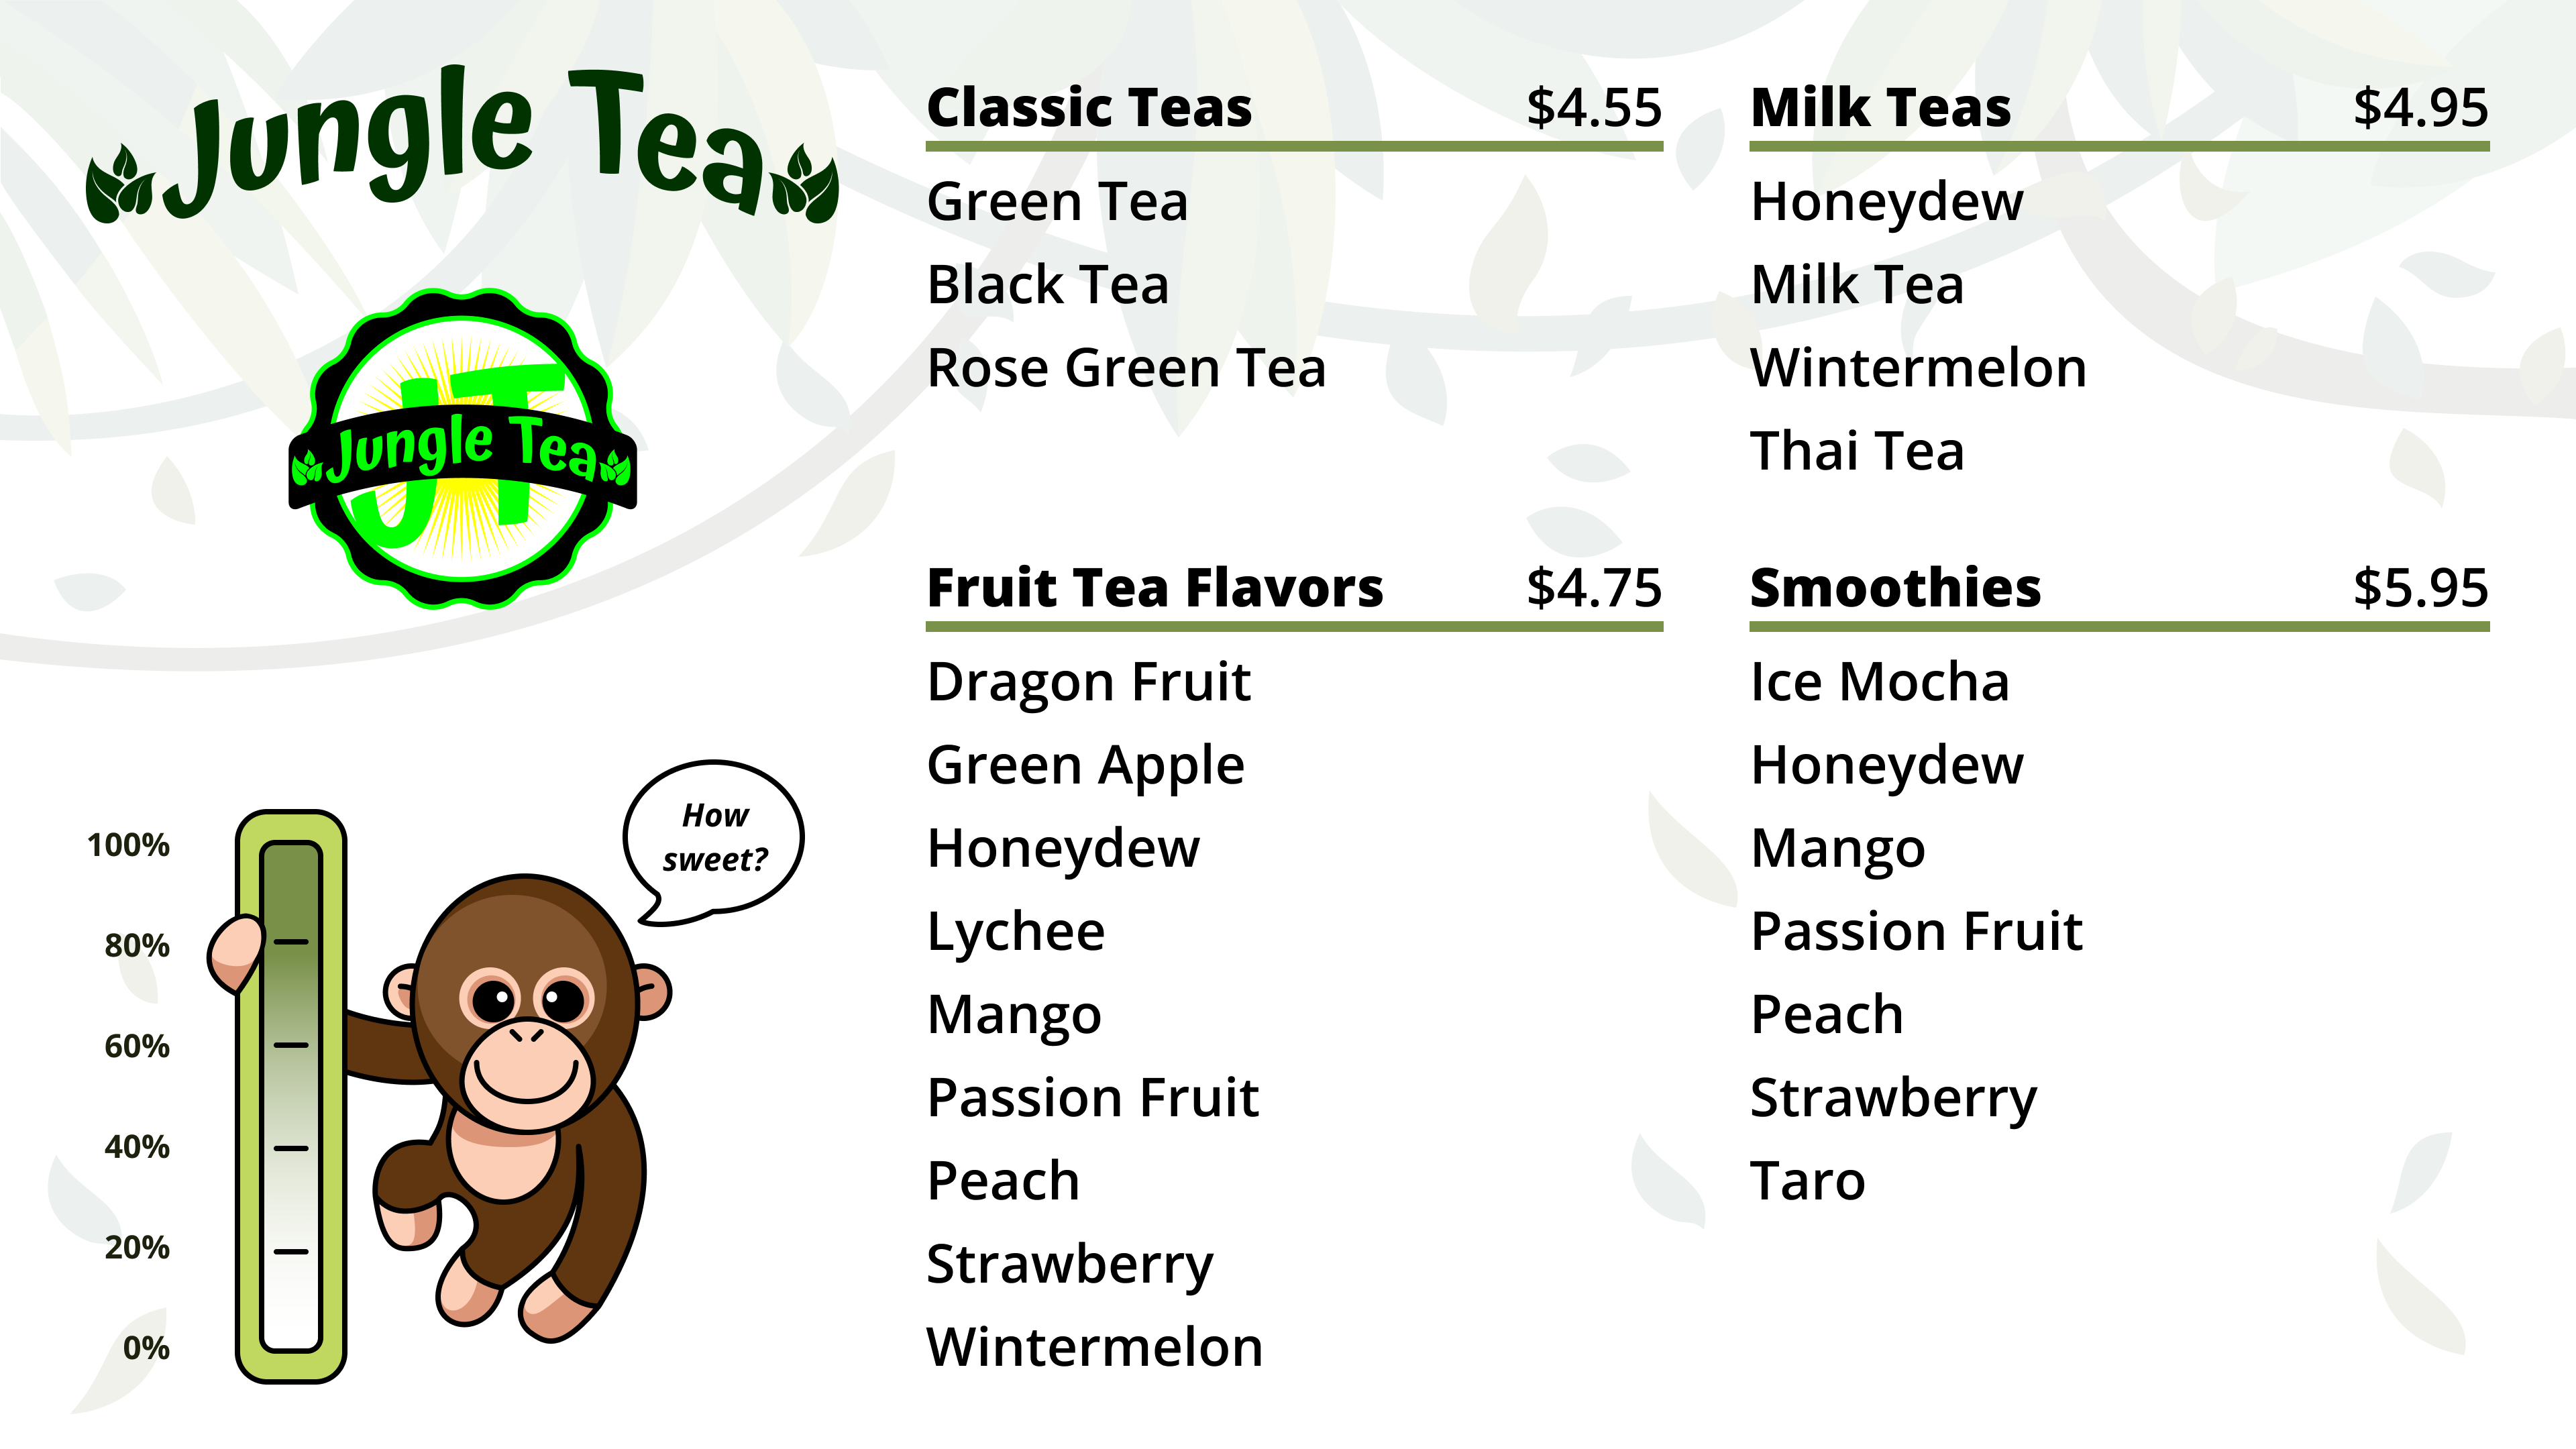 Jungle Tea
JT
Jungle Tea
How
sweet?
100%
80%
60%
40%
20%
0%
Classic Teas $4.55
Green Tea
Black Tea
Rose Green Tea
Fruit Tea Flavors $4.75
Dragon Fruit
Green Apple
Honeydew
Lychee
Mango
Passion Fruit
Peach
Strawberry
Wintermelon
Milk Teas $4.95
Honeydew
Milk Tea
Wintermelon
Thai Tea
Smoothies $5.95
Ice Mocha
Honeydew
Mango
Passion Fruit
Peach
Strawberry
Taro